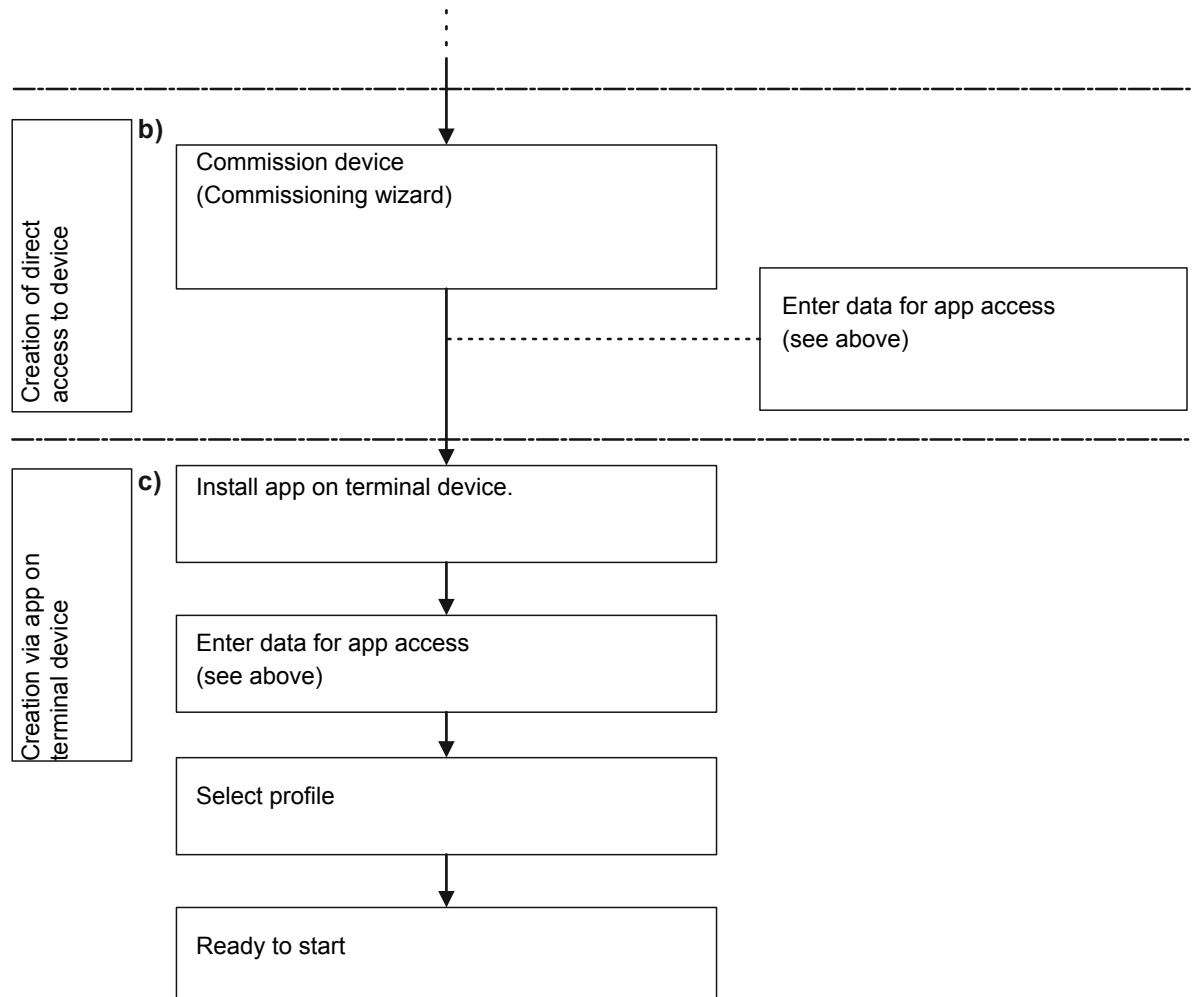 b)
Creation of direct
access to device
Commission device
(Commissioning wizard)
Enter data for app access
(see above)
c)
Creation via app on
terminal device
Install app on terminal device.
Enter data for app access
(see above)
Select profile
Ready to start